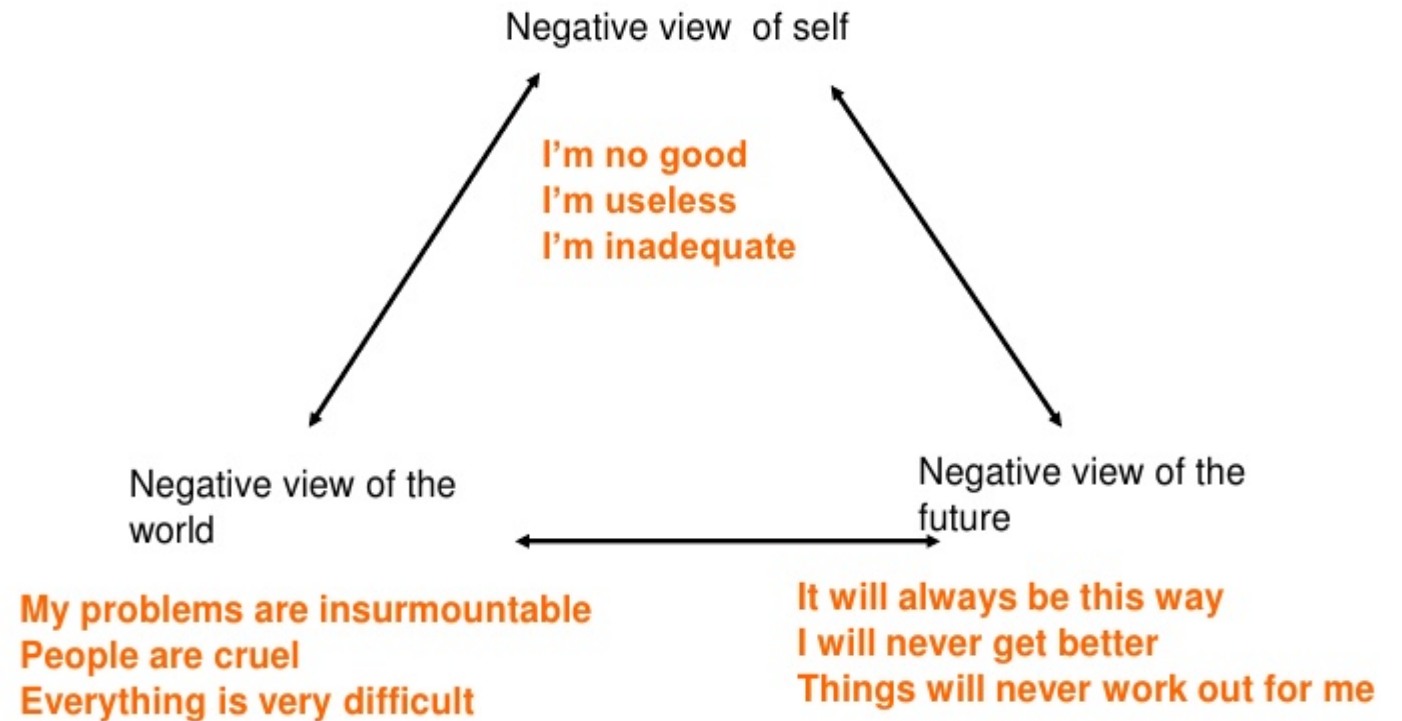 Negative view of self
I'm no good
I'm useless
I'm inadequate
Negative view of the
world
My problems are insurmountable
People are cruel
Everything is very difficult
Negative view of the
future
It will always be this way
I will never get better
Things will never work out for me